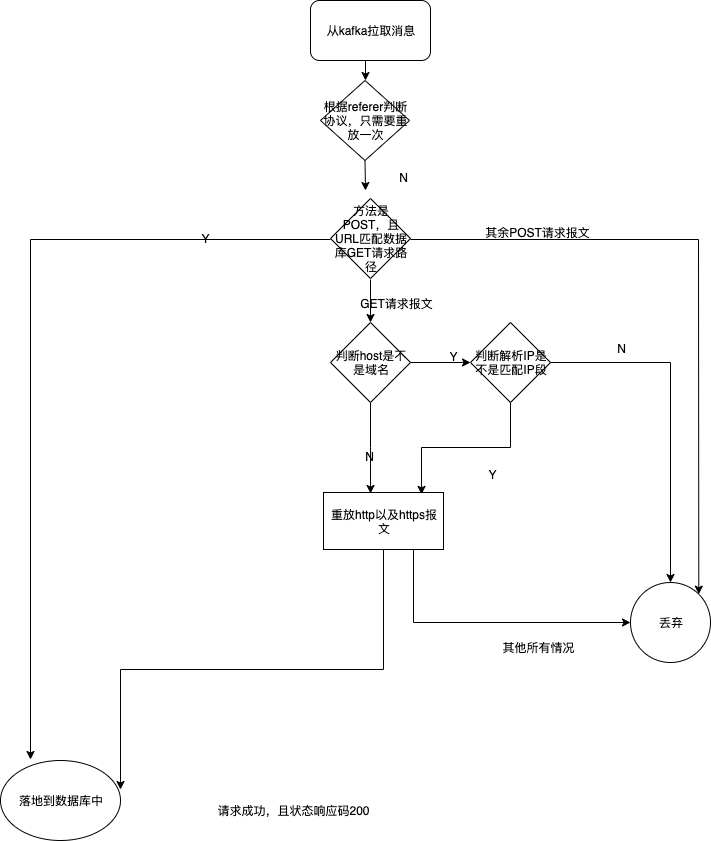 从kafka拉取消息
根据referer判断
协议，只需要重
放一次
N
方法是
POST，且
URL匹配数据
库GET请求路
径
Y
其余POST请求报文
GET请求报文
判断host是不
是域名
Y
判断解析IP是
不是匹配IP段
N
N
Y
重放http以及https报
文
丢弃
其他所有情况
落地到数据库中
请求成功，且状态响应码200